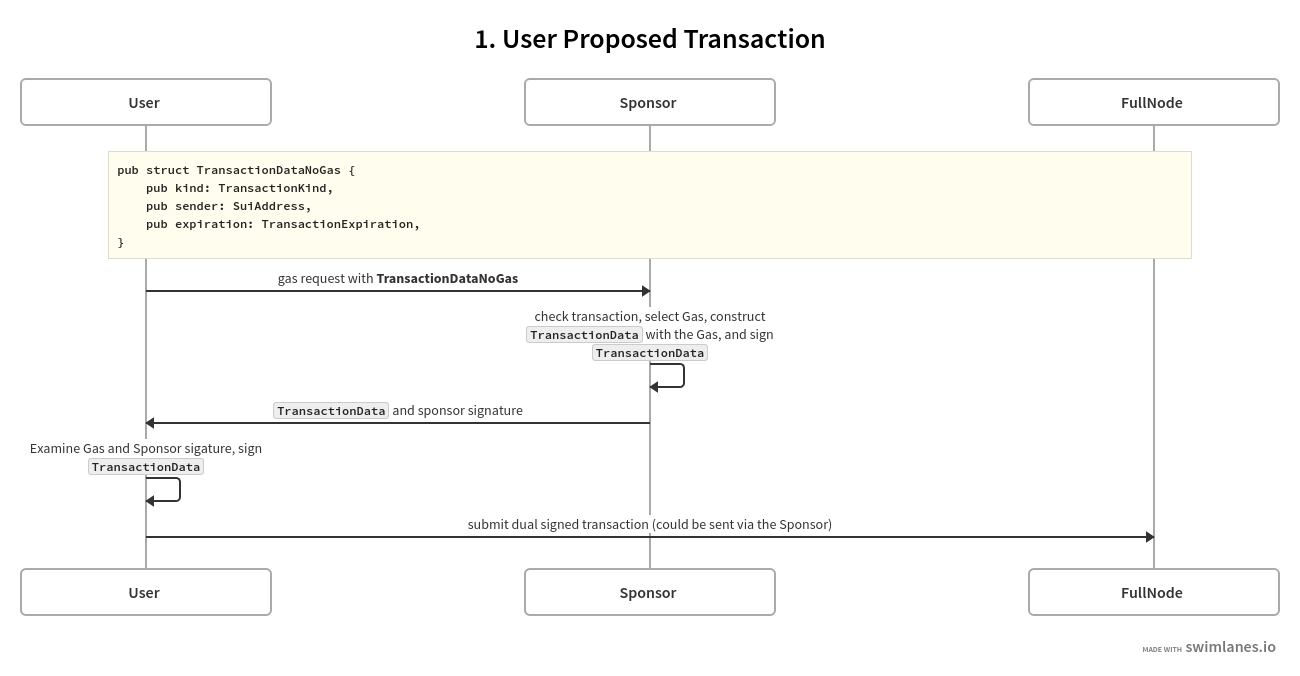 1. User Proposed Transaction
User
Sponsor
FullNode
pub struct TransactionDataNoGas {
    pub kind: TransactionKind,
    pub sender: SuiAddress,
    pub expiration: TransactionExpiration,
}
gas request with TransactionDataNoGas
check transaction, select Gas, construct
TransactionData with the Gas, and sign
TransactionData
TransactionData and sponsor signature
Examine Gas and Sponsor sigature, sign
TransactionData
submit dual signed transaction (could be sent via the Sponsor)
User
Sponsor
FullNode
MADE WITH swimlanes.io